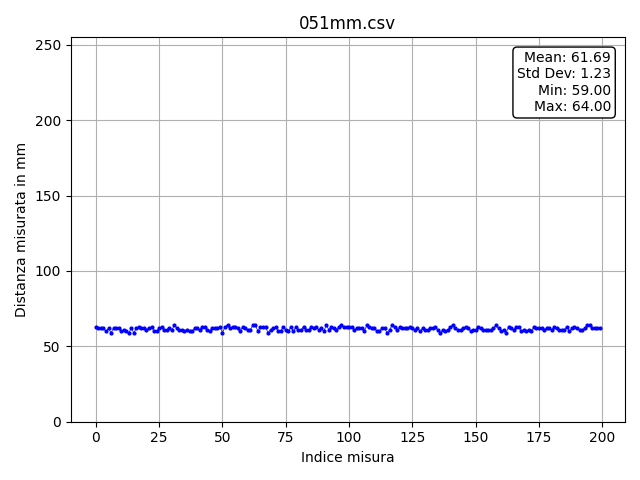 051mm.csv
Mean: 61.69
Std Dev: 1.23
Min: 59.00
Max: 64.00
Distanza misurata in mm
250
200
150
100
50
0
0 25 50 75 100 125 150 175 200
Indice misura